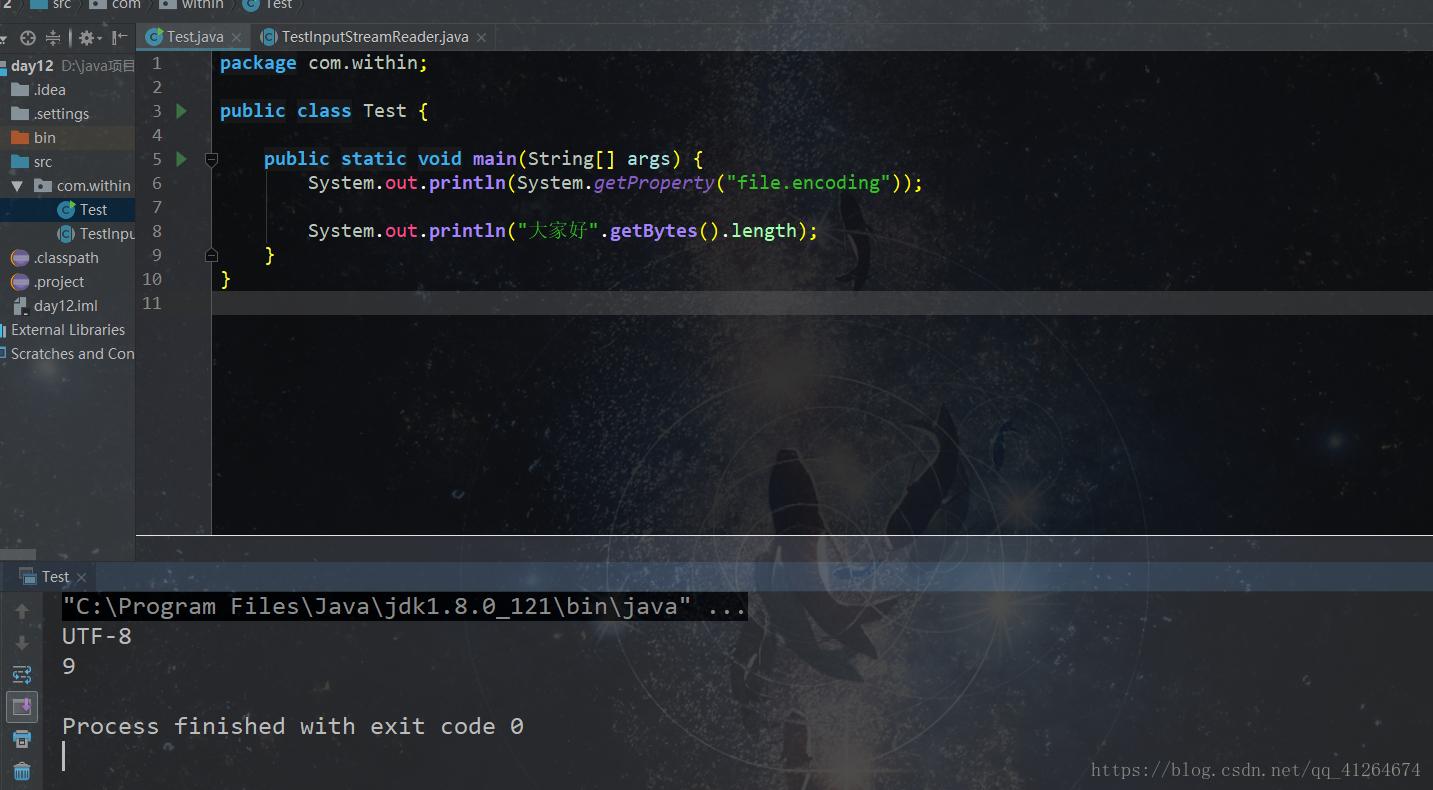 12 src com within Test
Test.java TestInputStreamReader.java
day12 D:\java项目
.idea
.settings
bin
src
com.within
Test
TestInpu
.classpath
.project
day12.iml
External Libraries
Scratches and Con
1 package com.within;
2
3 public class Test {
4
5 public static void main(String[] args) {
6 System.out.println(System.getProperty("file.encoding"));
7
8 System.out.println("大家好".getBytes().length);
9 }
10 }
11
Test
"C:\Program Files\Java\jdk1.8.0_121\bin\java" ...
UTF-8
9
Process finished with exit code 0
https://blog.csdn.net/qq_41264674